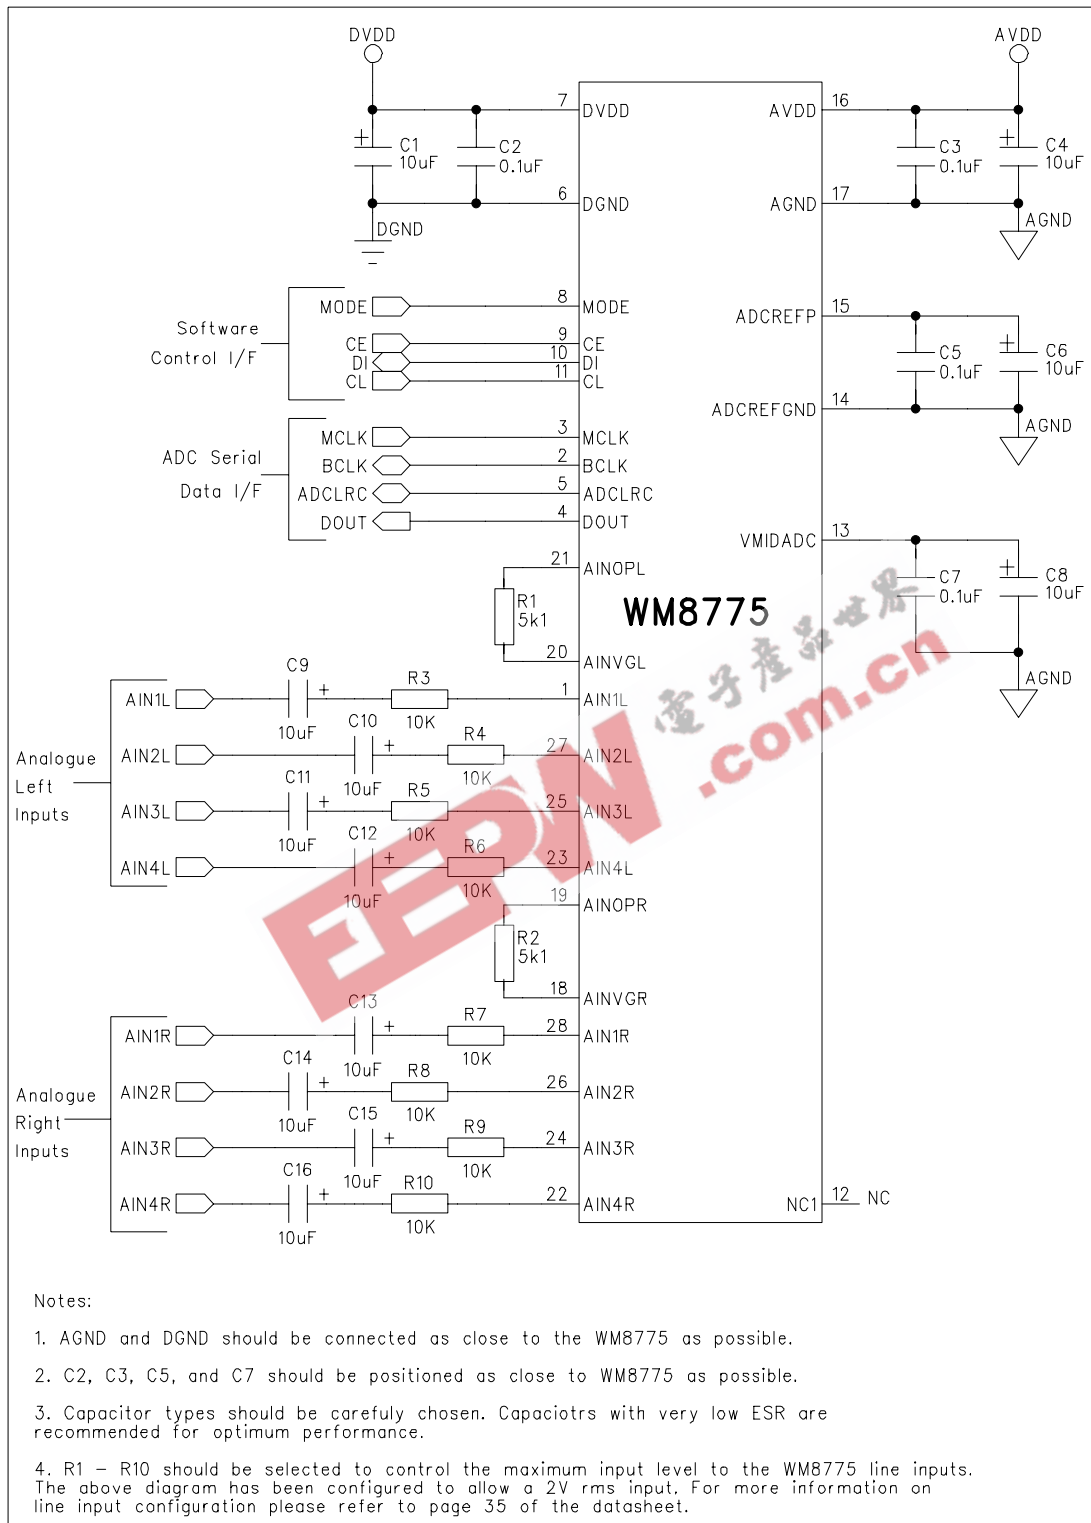 DVDD
AVDD
7
DVDD
AVDD
16
C1
10uF
C2
0.1uF
C3
0.1uF
C4
10uF
6
DGND
AGND
17
DGND
AGND
Software
Control I/F
MODE
8
MODE
CE
9
CE
DI
10
DI
CL
11
CL
ADCREFP
15
C5
0.1uF
C6
10uF
ADCREFGND
14
AGND
ADC Serial
Data I/F
MCLK
3
MCLK
BCLK
2
BCLK
ADCLRC
5
ADCLRC
DOUT
4
DOUT
VMIDADC
13
C7
0.1uF
C8
10uF
AGND
21
AINOPL
R1
5k1
WM8775
20
AINVGL
Analogue
Left
Inputs
AIN1L
C9
10uF
R3
10K
1
AIN1L
AIN2L
C10
10uF
R4
10K
27
AIN2L
AIN3L
C11
10uF
R5
10K
25
AIN3L
AIN4L
C12
10uF
R6
10K
23
AIN4L
19
AINOPR
R2
5k1
18
AINVGR
Analogue
Right
Inputs
AIN1R
C13
10uF
R7
10K
28
AIN1R
AIN2R
C14
10uF
R8
10K
26
AIN2R
AIN3R
C15
10uF
R9
10K
24
AIN3R
AIN4R
C16
10uF
R10
10K
22
AIN4R
NC1
12
NC
EEPW
電子產品世界
.com.cn
Notes:
1. AGND and DGND should be connected as close to the WM8775 as possible.
2. C2, C3, C5, and C7 should be positioned as close to WM8775 as possible.
3. Capacitor types should be carefuly chosen. Capaciotrs with very low ESR are
recommended for optimum performance.
4. R1 – R10 should be selected to control the maximum input level to the WM8775 line inputs.
The above diagram has been configured to allow a 2V rms input. For more information on
line input configuration please refer to page 35 of the datasheet.